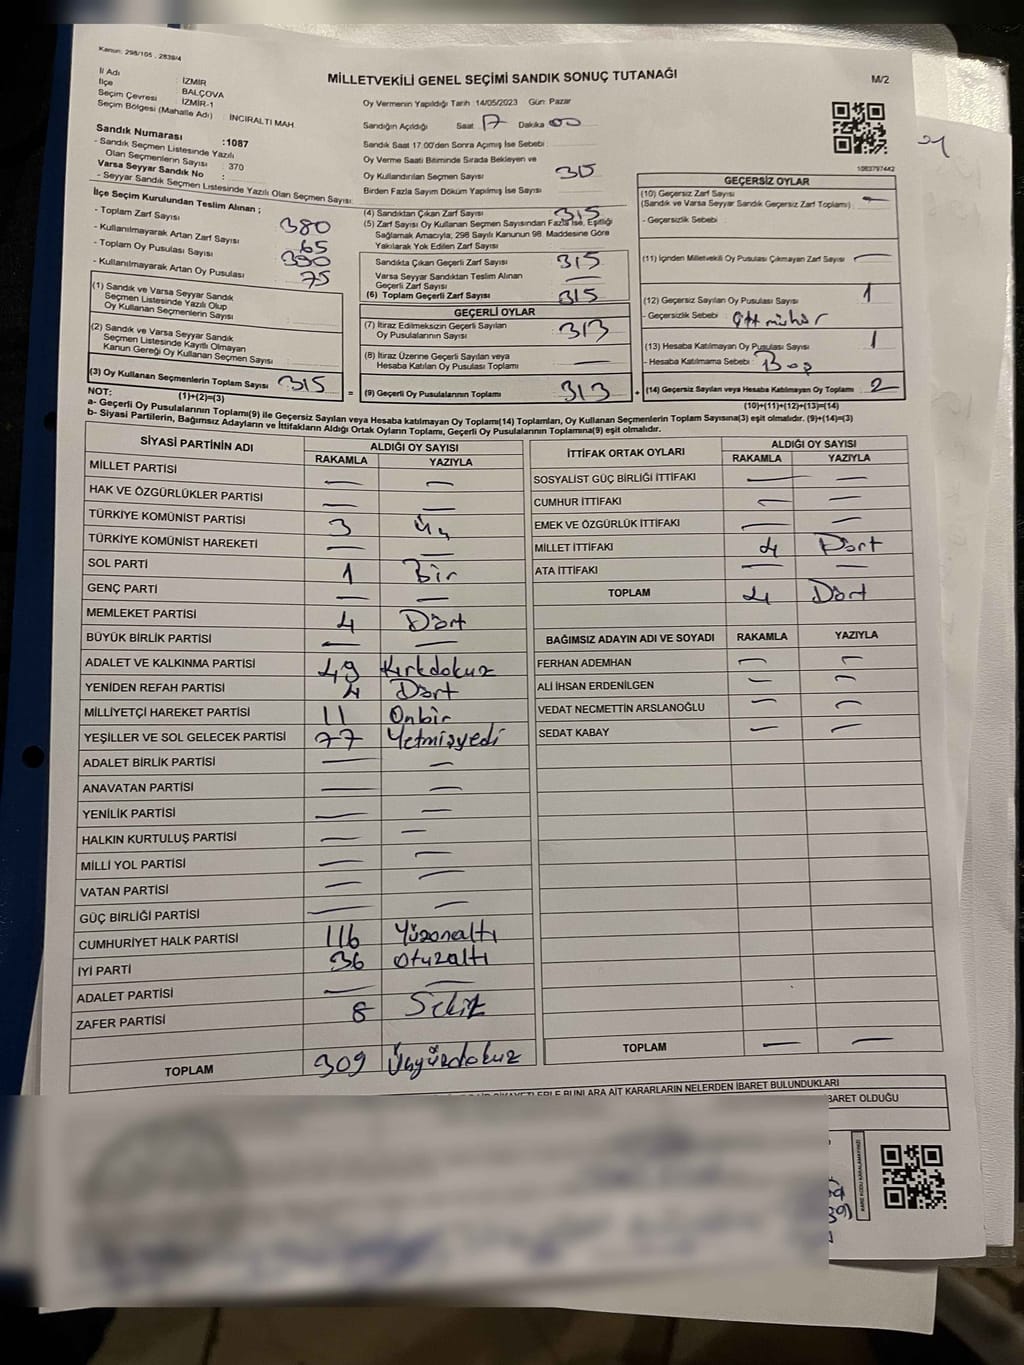 Kanun: 298/105 , 2839/4
MİLLETVEKİLİ GENEL SEÇİMİ SANDIK SONUÇ TUTANAĞI
M/2
İl Adı : İZMİR
İlçe : BALÇOVA
Seçim Çevresi : İZMİR-1
Seçim Bölgesi (Mahalle Adı) : İNCİRALTI MAH
Oy Vermenin Yapıldığı Tarih 14/05/2023 Gün: Pazar
Sandığın Açıldığı Saat 17 Dakika 00
Sandık Saat 17.00'den Sonra Açılmış İse Sebebi :
Oy Verme Saati Bitiminde Sırada Bekleyen ve
Oy Kullandırılan Seçmen Sayısı 315
Birden Fazla Sayım Döküm Yapılmış İse Sayısı
Sandık Numarası :1087
- Sandık Seçmen Listesinde Yazılı
Olan Seçmenlerin Sayısı : 370
Varsa Seyyar Sandık No :
- Seyyar Sandık Seçmen Listesinde Yazılı Olan Seçmen Sayısı:
1083797442
İlçe Seçim Kurulundan Teslim Alınan ;
- Toplam Zarf Sayısı 380
- Kullanılmayarak Artan Zarf Sayısı 65
- Toplam Oy Pusulası Sayısı 390
- Kullanılmayarak Artan Oy Pusulası 75
(1) Sandık ve Varsa Seyyar Sandık
Seçmen Listesinde Yazılı Olup
Oy Kullanan Seçmenlerin Sayısı
(2) Sandık ve Varsa Seyyar Sandık
Seçmen Listesinde Kayıtlı Olmayan
Kanun Gereği Oy Kullanan Seçmen Sayısı
(3) Oy Kullanan Seçmenlerin Toplam Sayısı 315
(1)+(2)=(3)
(4) Sandıktan Çıkan Zarf Sayısı 315
(5) Zarf Sayısı Oy Kullanan Seçmen Sayısından Fazla ise, Eşitliği
Sağlamak Amacıyla; 298 Sayılı Kanunun 98. Maddesine Göre
Yakılarak Yok Edilen Zarf Sayısı
Sandıkta Çıkan Geçerli Zarf Sayısı 315
Varsa Seyyar Sandıktan Teslim Alınan
Geçerli Zarf Sayısı —
(6) Toplam Geçerli Zarf Sayısı 315
GEÇERLİ OYLAR
(7) İtiraz Edilmeksizin Geçerli Sayılan
Oy Pusulalarının Sayısı 313
(8) İtiraz Üzerine Geçerli Sayılan veya
Hesaba Katılan Oy Pusulası Toplamı —
= (9) Geçerli Oy Pusulalarının Toplamı 313 +
GEÇERSİZ OYLAR
(10) Geçersiz Zarf Sayısı
(Sandık ve Varsa Seyyar Sandık Geçersiz Zarf Toplamı) —
- Geçersizlik Sebebi :
(11) İçinden Milletvekili Oy Pusulası Çıkmayan Zarf Sayısı —
(12) Geçersiz Sayılan Oy Pusulası Sayısı 1
- Geçersizlik Sebebi :
(13) Hesaba Katılmayan Oy Pusulası Sayısı 1
- Hesaba Katılmama Sebebi : Boş
(14) Geçersiz Sayılan veya Hesaba Katılmayan Oy Toplamı 2
(10)+(11)+(12)+(13)=(14)
NOT:
a- Geçerli Oy Pusulalarının Toplamı(9) ile Geçersiz Sayılan veya Hesaba Katılmayan Oy Toplamı(14) Toplamları, Oy Kullanan Seçmenlerin Toplam Sayısına(3) eşit olmalıdır. (9)+(14)=(3)
b- Siyasi Partilerin, Bağımsız Adayların ve İttifakların Aldığı Ortak Oyların Toplamı, Geçerli Oy Pusulalarının Toplamına(9) eşit olmalıdır.
SİYASİ PARTİNİN ADI ALDIĞI OY SAYISI
RAKAMLA YAZIYLA
MİLLET PARTİSİ — —
HAK VE ÖZGÜRLÜKLER PARTİSİ — —
TÜRKİYE KOMÜNİST PARTİSİ 3 Üç
TÜRKİYE KOMÜNİST HAREKETİ — —
SOL PARTİ 1 Bir
GENÇ PARTİ — —
MEMLEKET PARTİSİ 4 Dört
BÜYÜK BİRLİK PARTİSİ — —
ADALET VE KALKINMA PARTİSİ 49 Kırkdokuz
YENİDEN REFAH PARTİSİ 4 Dört
MİLLİYETÇİ HAREKET PARTİSİ 11 Onbir
YEŞİLLER VE SOL GELECEK PARTİSİ 77 Yetmişyedi
ADALET BİRLİK PARTİSİ — —
ANAVATAN PARTİSİ — —
YENİLİK PARTİSİ — —
HALKIN KURTULUŞ PARTİSİ — —
MİLLİ YOL PARTİSİ — —
VATAN PARTİSİ — —
GÜÇ BİRLİĞİ PARTİSİ — —
CUMHURİYET HALK PARTİSİ 116 Yüzonaltı
İYİ PARTİ 36 Otuzaltı
ADALET PARTİSİ — —
ZAFER PARTİSİ 8 Sekiz
TOPLAM 309 Üçyüzdokuz
İTTİFAK ORTAK OYLARI ALDIĞI OY SAYISI
RAKAMLA YAZIYLA
SOSYALİST GÜÇ BİRLİĞİ İTTİFAKI — —
CUMHUR İTTİFAKI — —
EMEK VE ÖZGÜRLÜK İTTİFAKI — —
MİLLET İTTİFAKI 4 Dört
ATA İTTİFAKI — —
TOPLAM 4 Dört
BAĞIMSIZ ADAYIN ADI VE SOYADI RAKAMLA YAZIYLA
FERHAN ADEMHAN — —
ALİ İHSAN ERDENİLGEN — —
VEDAT NECMETTİN ARSLANOĞLU — —
SEDAT KABAY — —
TOPLAM — —
BUNLARA AİT KARARLARIN NELERDEN İBARET BULUNDUKLARI
İBARET OLDUĞU